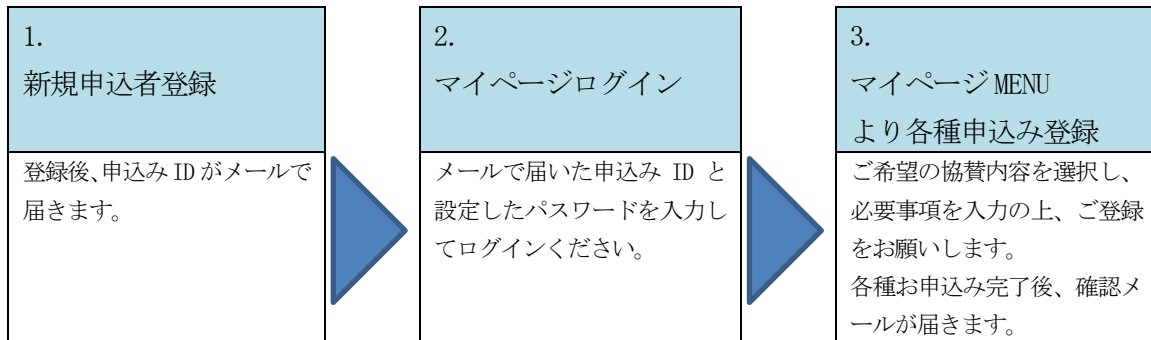 1.
新規申込者登録
登録後、申込み ID がメールで
届きます。
2.
マイページログイン
メールで届いた申込み ID と
設定したパスワードを入力し
てログインください。
3.
マイページ MENU
より各種申込み登録
ご希望の協賛内容を選択し、
必要事項を入力の上、ご登録
をお願いします。
各種お申込み完了後、確認メ
ールが届きます。